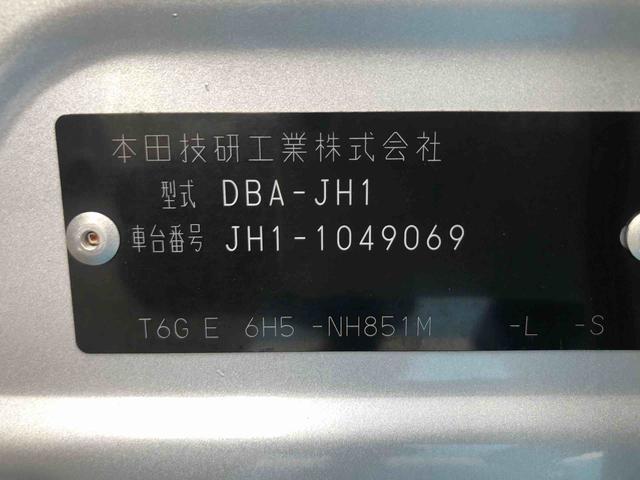 本田技研工業株式会社
型式 DBA-JH1
車台番号 JH1-1049069
T6G E 6H5 -NH851M -L -S